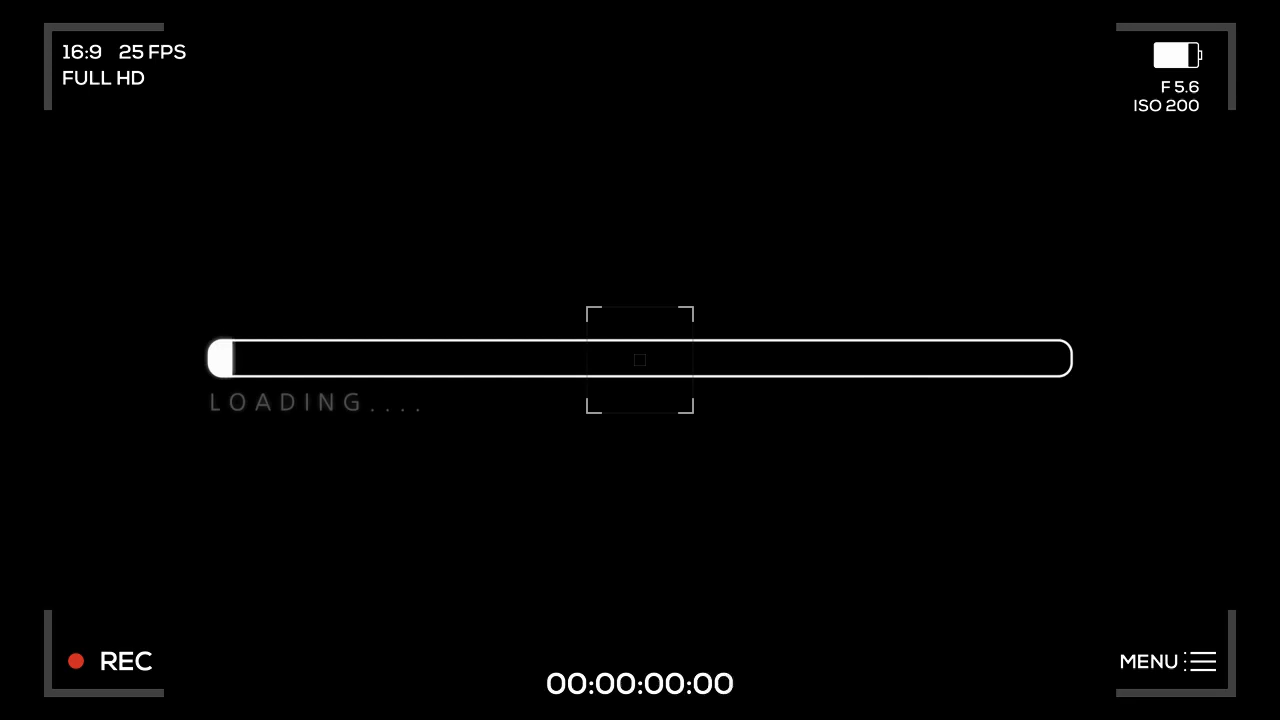 16:9 25 FPS
FULL HD
F 5.6
ISO 200
LOADING....
REC
00:00:00:00
MENU